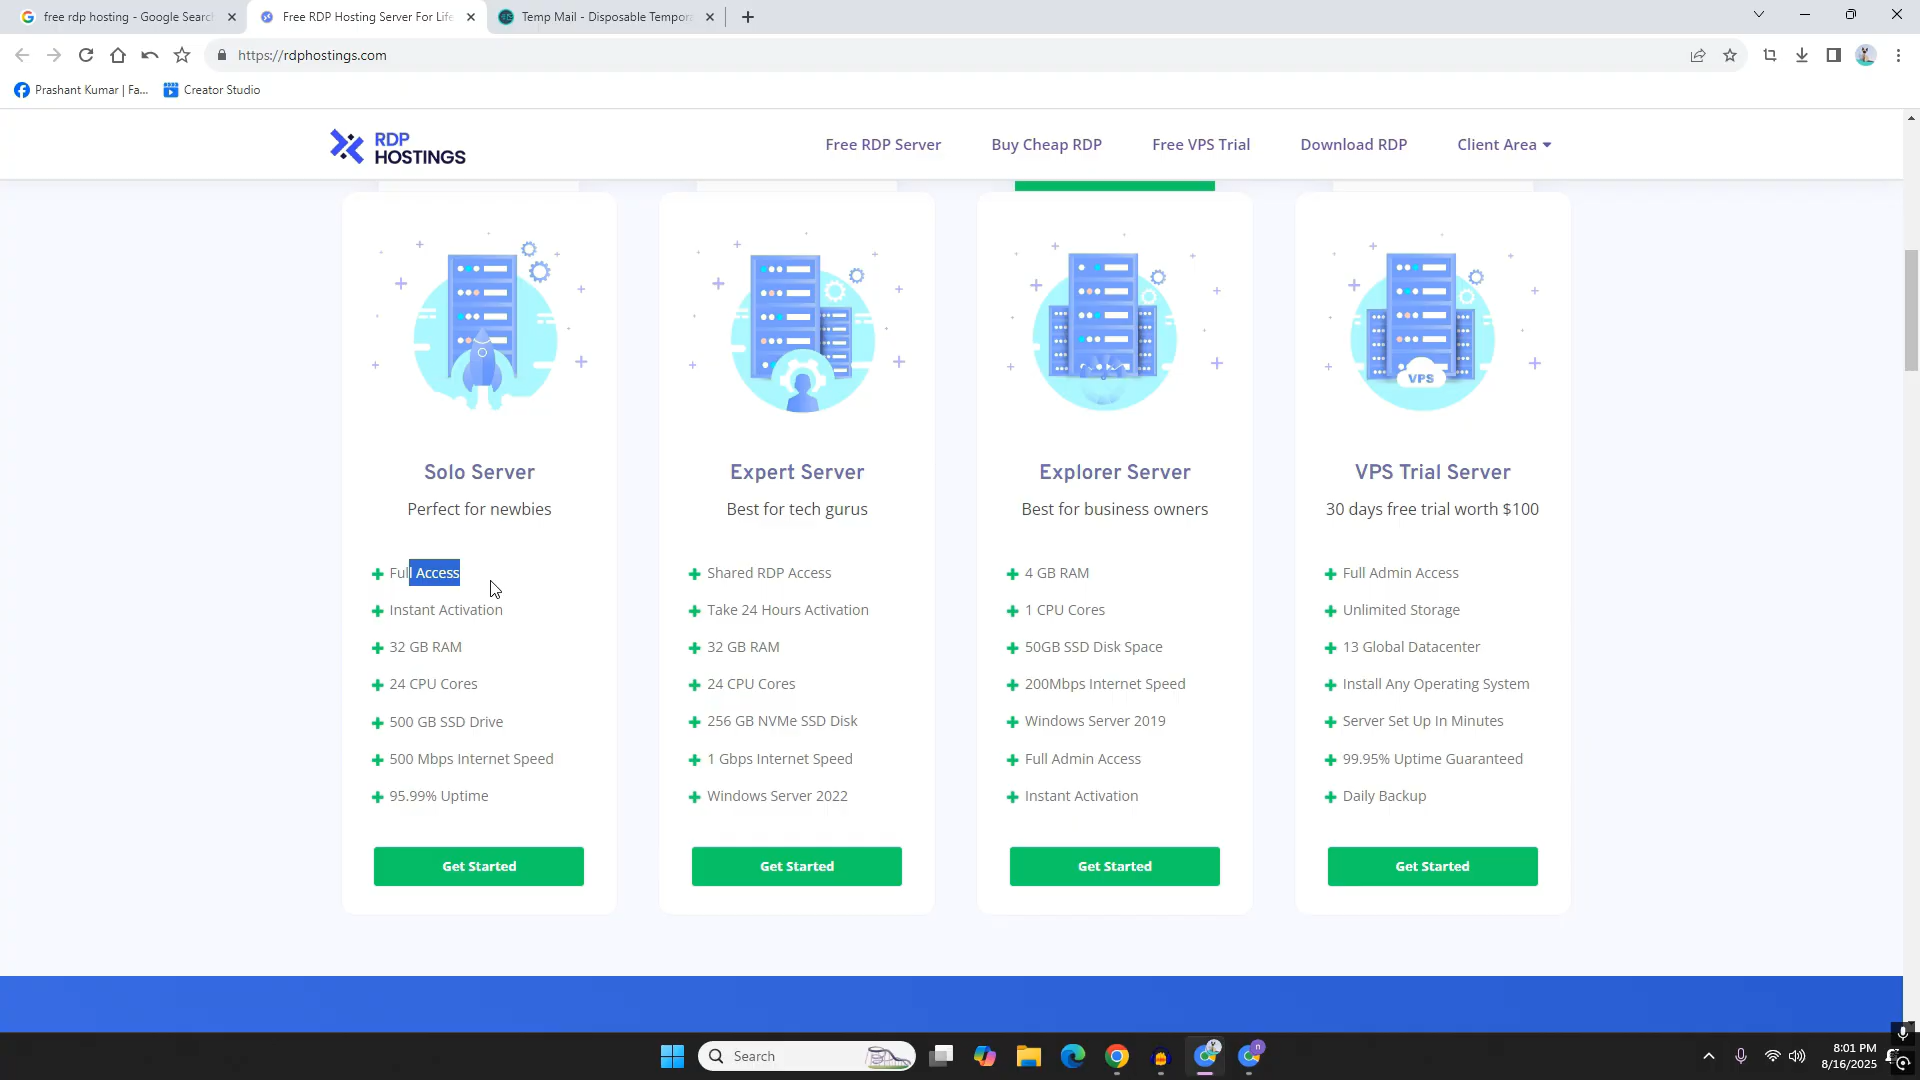 free rdp hosting - Google Searc
Free RDP Hosting Server For Life
Temp Mail - Disposable Tempor
https://rdphostings.com
Prashant Kumar | Fa...
Creator Studio
RDP
HOSTINGS
Free RDP Server
Buy Cheap RDP
Free VPS Trial
Download RDP
Client Area
VPS
Solo Server
Perfect for newbies
Full Access
Instant Activation
32 GB RAM
24 CPU Cores
500 GB SSD Drive
500 Mbps Internet Speed
95.99% Uptime
Get Started
Expert Server
Best for tech gurus
Shared RDP Access
Take 24 Hours Activation
32 GB RAM
24 CPU Cores
256 GB NVMe SSD Disk
1 Gbps Internet Speed
Windows Server 2022
Get Started
Explorer Server
Best for business owners
4 GB RAM
1 CPU Cores
50GB SSD Disk Space
200Mbps Internet Speed
Windows Server 2019
Full Admin Access
Instant Activation
Get Started
VPS Trial Server
30 days free trial worth $100
Full Admin Access
Unlimited Storage
13 Global Datacenter
Install Any Operating System
Server Set Up In Minutes
99.95% Uptime Guaranteed
Daily Backup
Get Started
Search
n
8:01 PM
8/16/2025